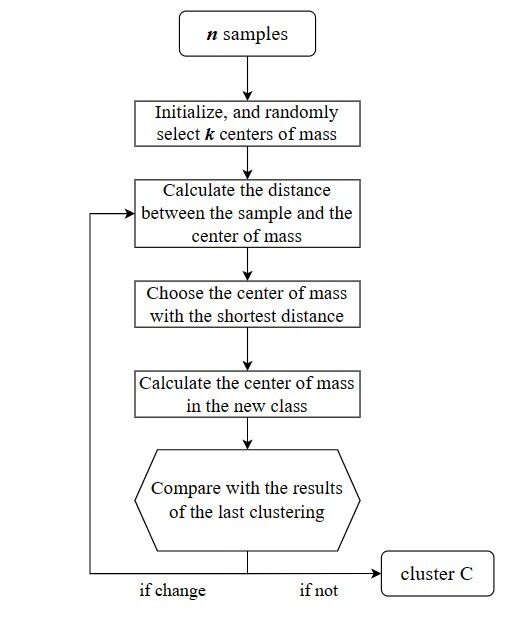 n samples
Initialize, and randomly
select k centers of mass
Calculate the distance
between the sample and the
center of mass
Choose the center of mass
with the shortest distance
Calculate the center of mass
in the new class
Compare with the results
of the last clustering
if change
if not
cluster C